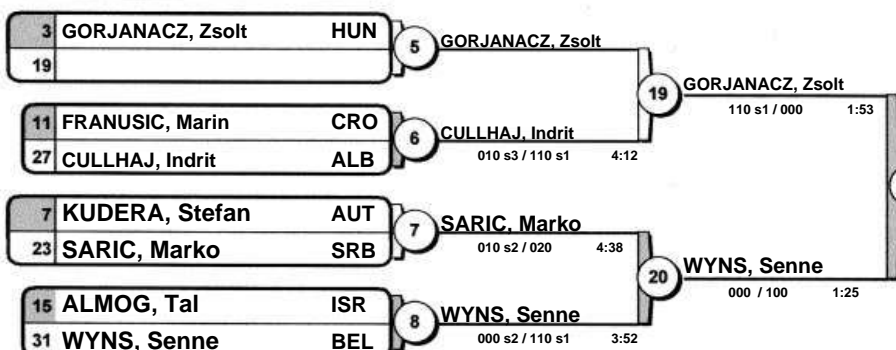 3 GORJANACZ, Zsolt HUN
19
5
GORJANACZ, Zsolt
11 FRANUSIC, Marin CRO
27 CULLHAJ, Indrit ALB
6
CULLHAJ, Indrit
010 s3 / 110 s1 4:12
19
GORJANACZ, Zsolt
110 s1 / 000 1:53
7 KUDERA, Stefan AUT
23 SARIC, Marko SRB
7
SARIC, Marko
010 s2 / 020 4:38
15 ALMOG, Tal ISR
31 WYNS, Senne BEL
8
WYNS, Senne
000 s2 / 110 s1 3:52
20
WYNS, Senne
000 / 100 1:25